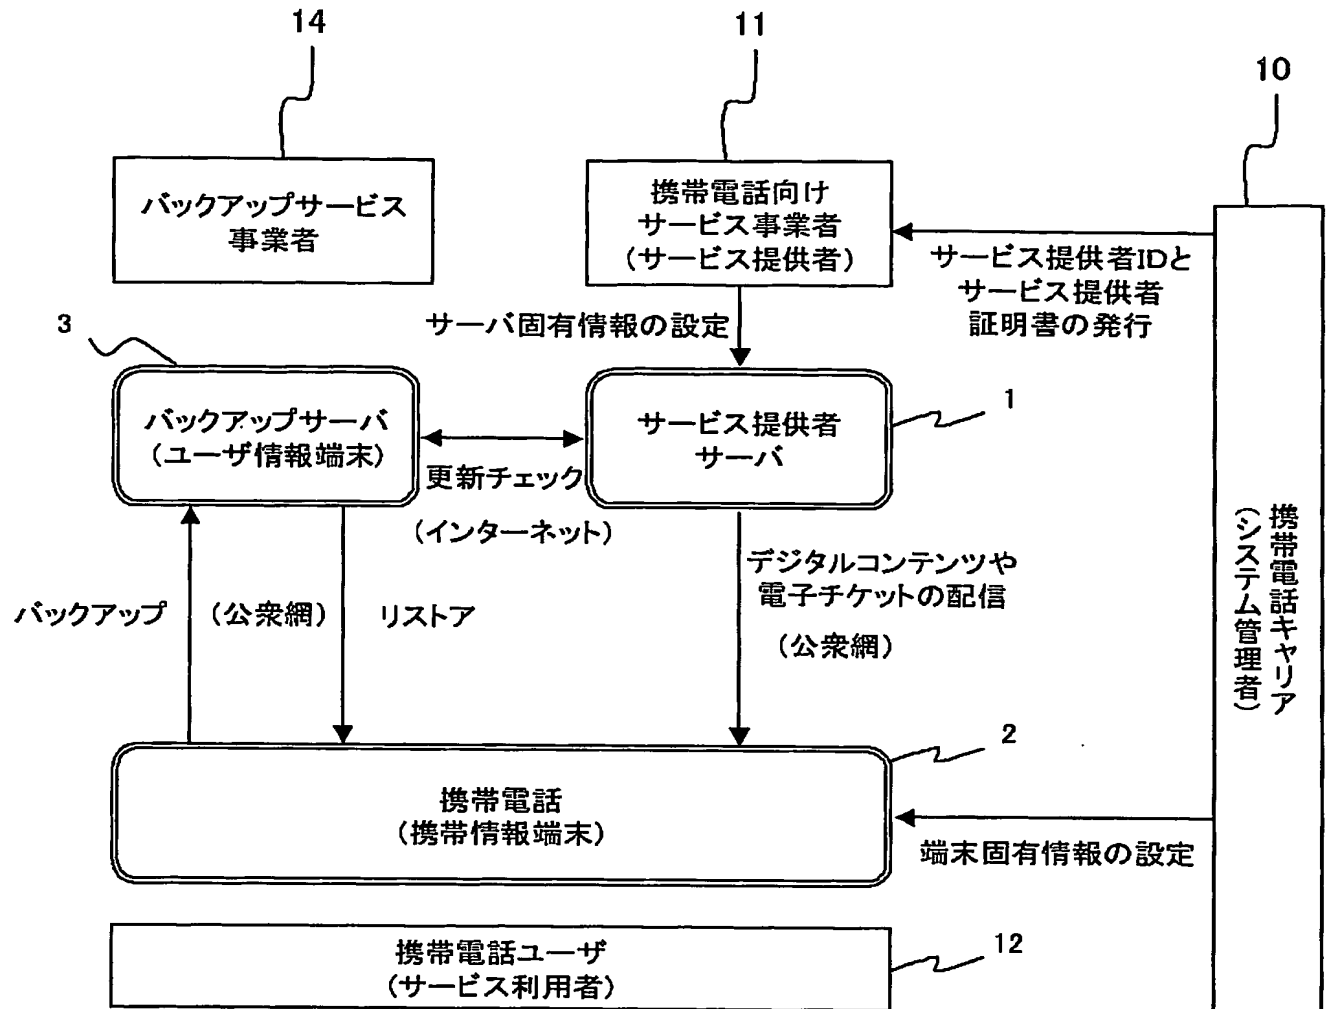 14
11
10
バックアップサービス
事業者
携帯電話向け
サービス事業者
(サービス提供者)
サービス提供者IDと
サービス提供者
証明書の発行
サーバ固有情報の設定
3
バックアップサーバ
(ユーザ情報端末)
サービス提供者
サーバ
1
更新チェック
(インターネット)
デジタルコンテンツや
電子チケットの配信
(公衆網)
バックアップ
(公衆網)
リストア
携帯電話キャリア
(システム管理者)
2
携帯電話
(携帯情報端末)
端末固有情報の設定
携帯電話ユーザ
(サービス利用者)
12